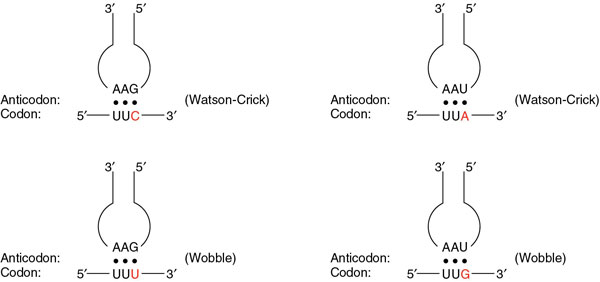 3′ 5′
AAG
Anticodon: (Watson-Crick)
Codon: 5′ UUC 3′
3′ 5′
AAU
Anticodon: (Watson-Crick)
Codon: 5′ UUA 3′
3′ 5′
AAG
Anticodon: (Wobble)
Codon: 5′ UUU 3′
3′ 5′
AAU
Anticodon: (Wobble)
Codon: 5′ UUG 3′